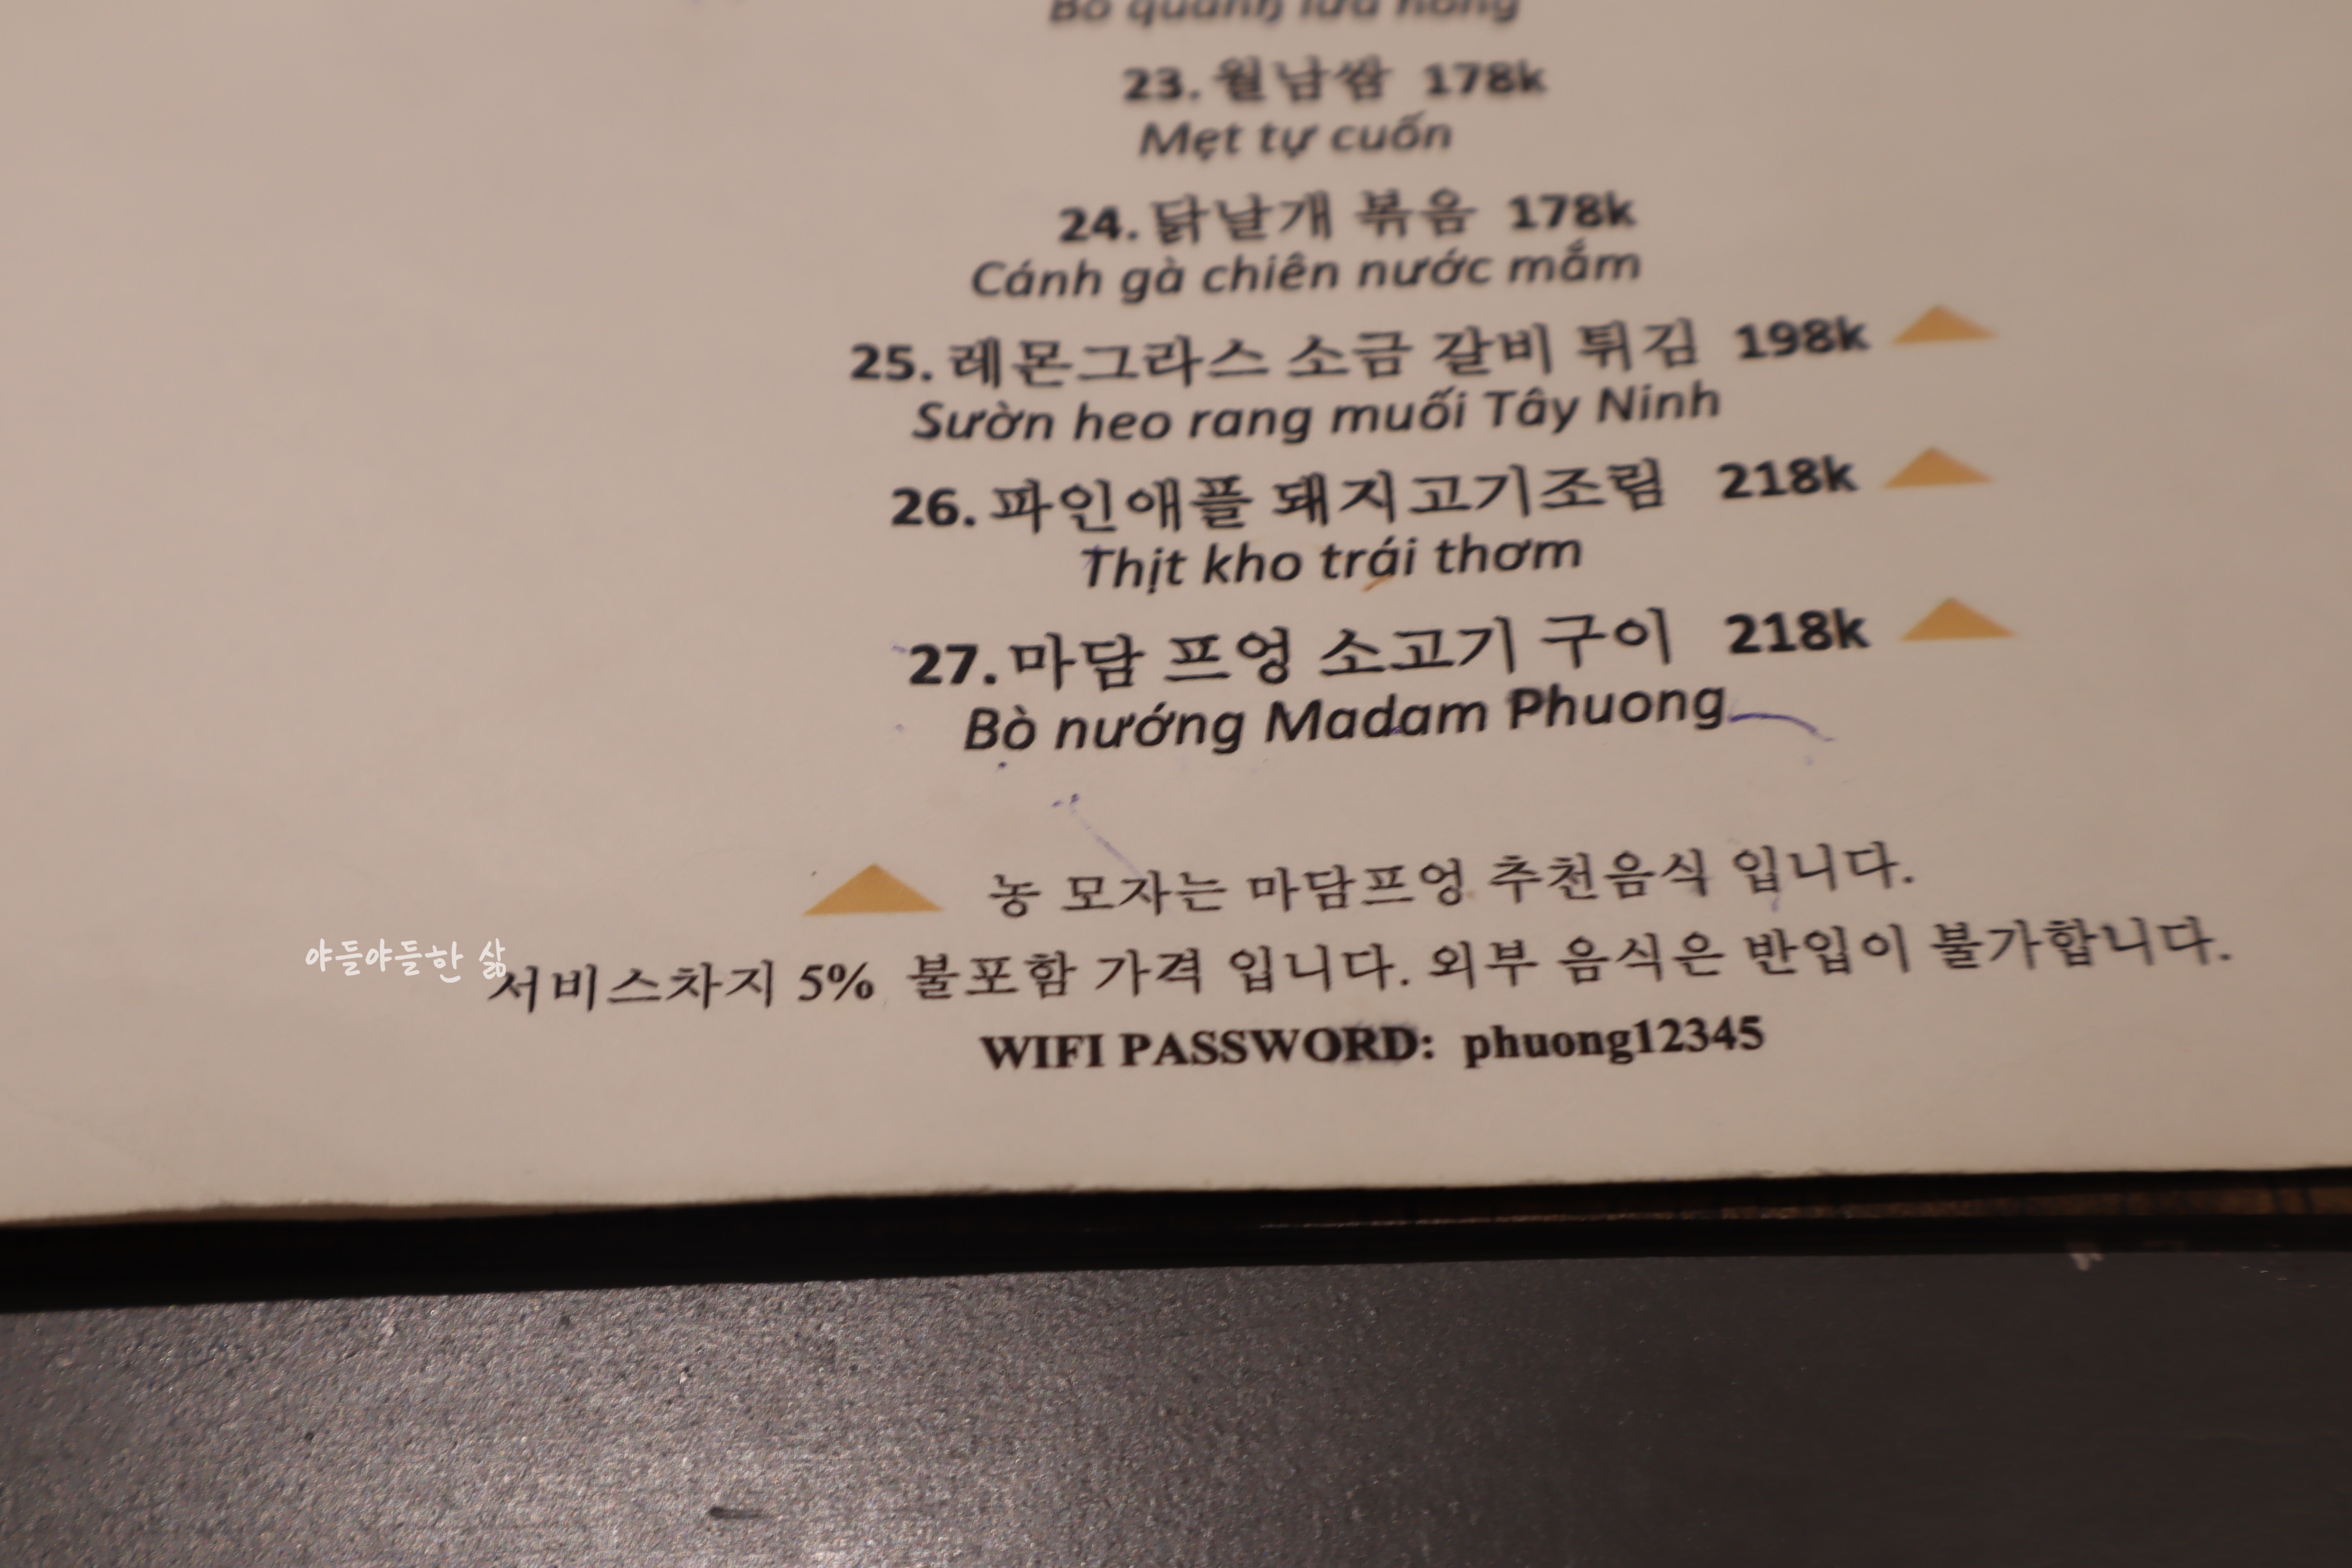 Bò quanh lửa hồng
23. 월남쌈 178k
Mẹt tự cuốn
24. 닭날개 볶음 178k
Cánh gà chiên nước mắm
25. 레몬그라스 소금 갈비 튀김 198k
Sườn heo rang muối Tây Ninh
26. 파인애플 돼지고기조림 218k
Thịt kho trái thơm
27. 마담 프엉 소고기 구이 218k
Bò nướng Madam Phuong
농 모자는 마담프엉 추천음식 입니다.
야들야들한 삶
서비스차지 5% 불포함 가격 입니다. 외부 음식은 반입이 불가합니다.
WIFI PASSWORD: phuong12345